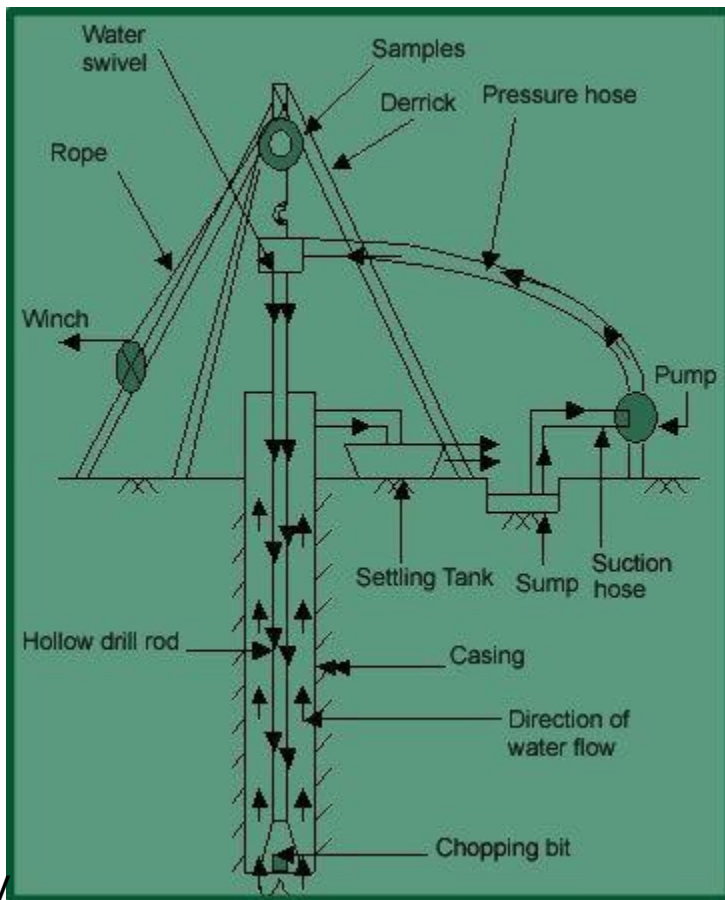 Water
swivel
Samples
Derrick
Pressure hose
Rope
Winch
Pump
Settling Tank
Sump
Suction
hose
Hollow drill rod
Casing
Direction of
water flow
Chopping bit